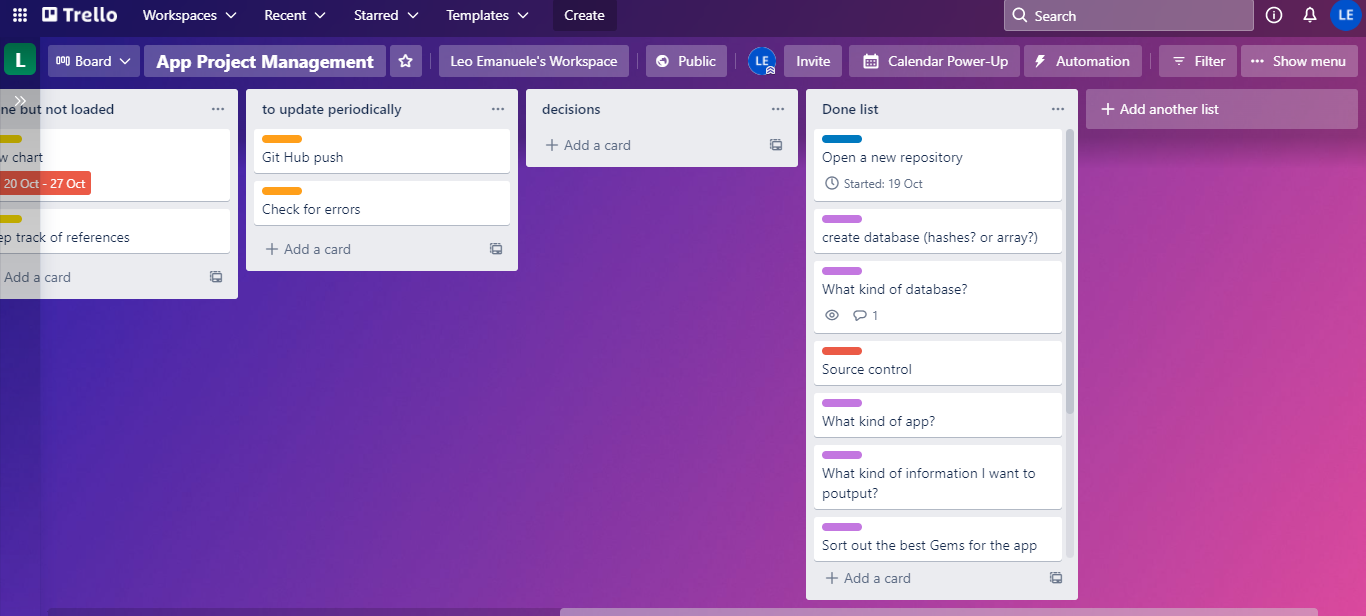 Trello Workspaces Recent Starred Templates Create Search LE
L Board App Project Management Leo Emanuele's Workspace Public LE Invite Calendar Power-Up Automation Filter Show menu
ne but not loaded
w chart
20 Oct - 27 Oct
ep track of references
Add a card
to update periodically
Git Hub push
Check for errors
+ Add a card
decisions
+ Add a card
Done list
Open a new repository
Started: 19 Oct
create database (hashes? or array?)
What kind of database?
1
Source control
What kind of app?
What kind of information I want to
poutput?
Sort out the best Gems for the app
+ Add a card
+ Add another list